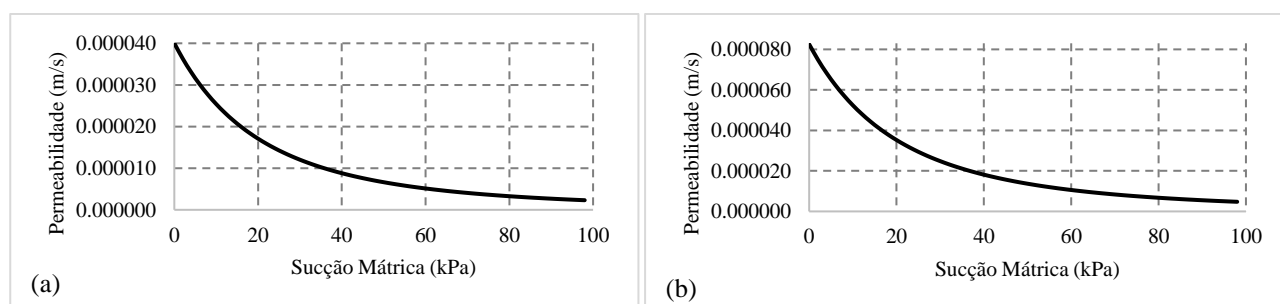 Permeabilidade (m/s)
0.000040
0.000030
0.000020
0.000010
0.000000
0 20 40 60 80 100
Sucção Mátrica (kPa)
(a)
Permeabilidade (m/s)
0.000080
0.000060
0.000040
0.000020
0.000000
0 20 40 60 80 100
Sucção Mátrica (kPa)
(b)